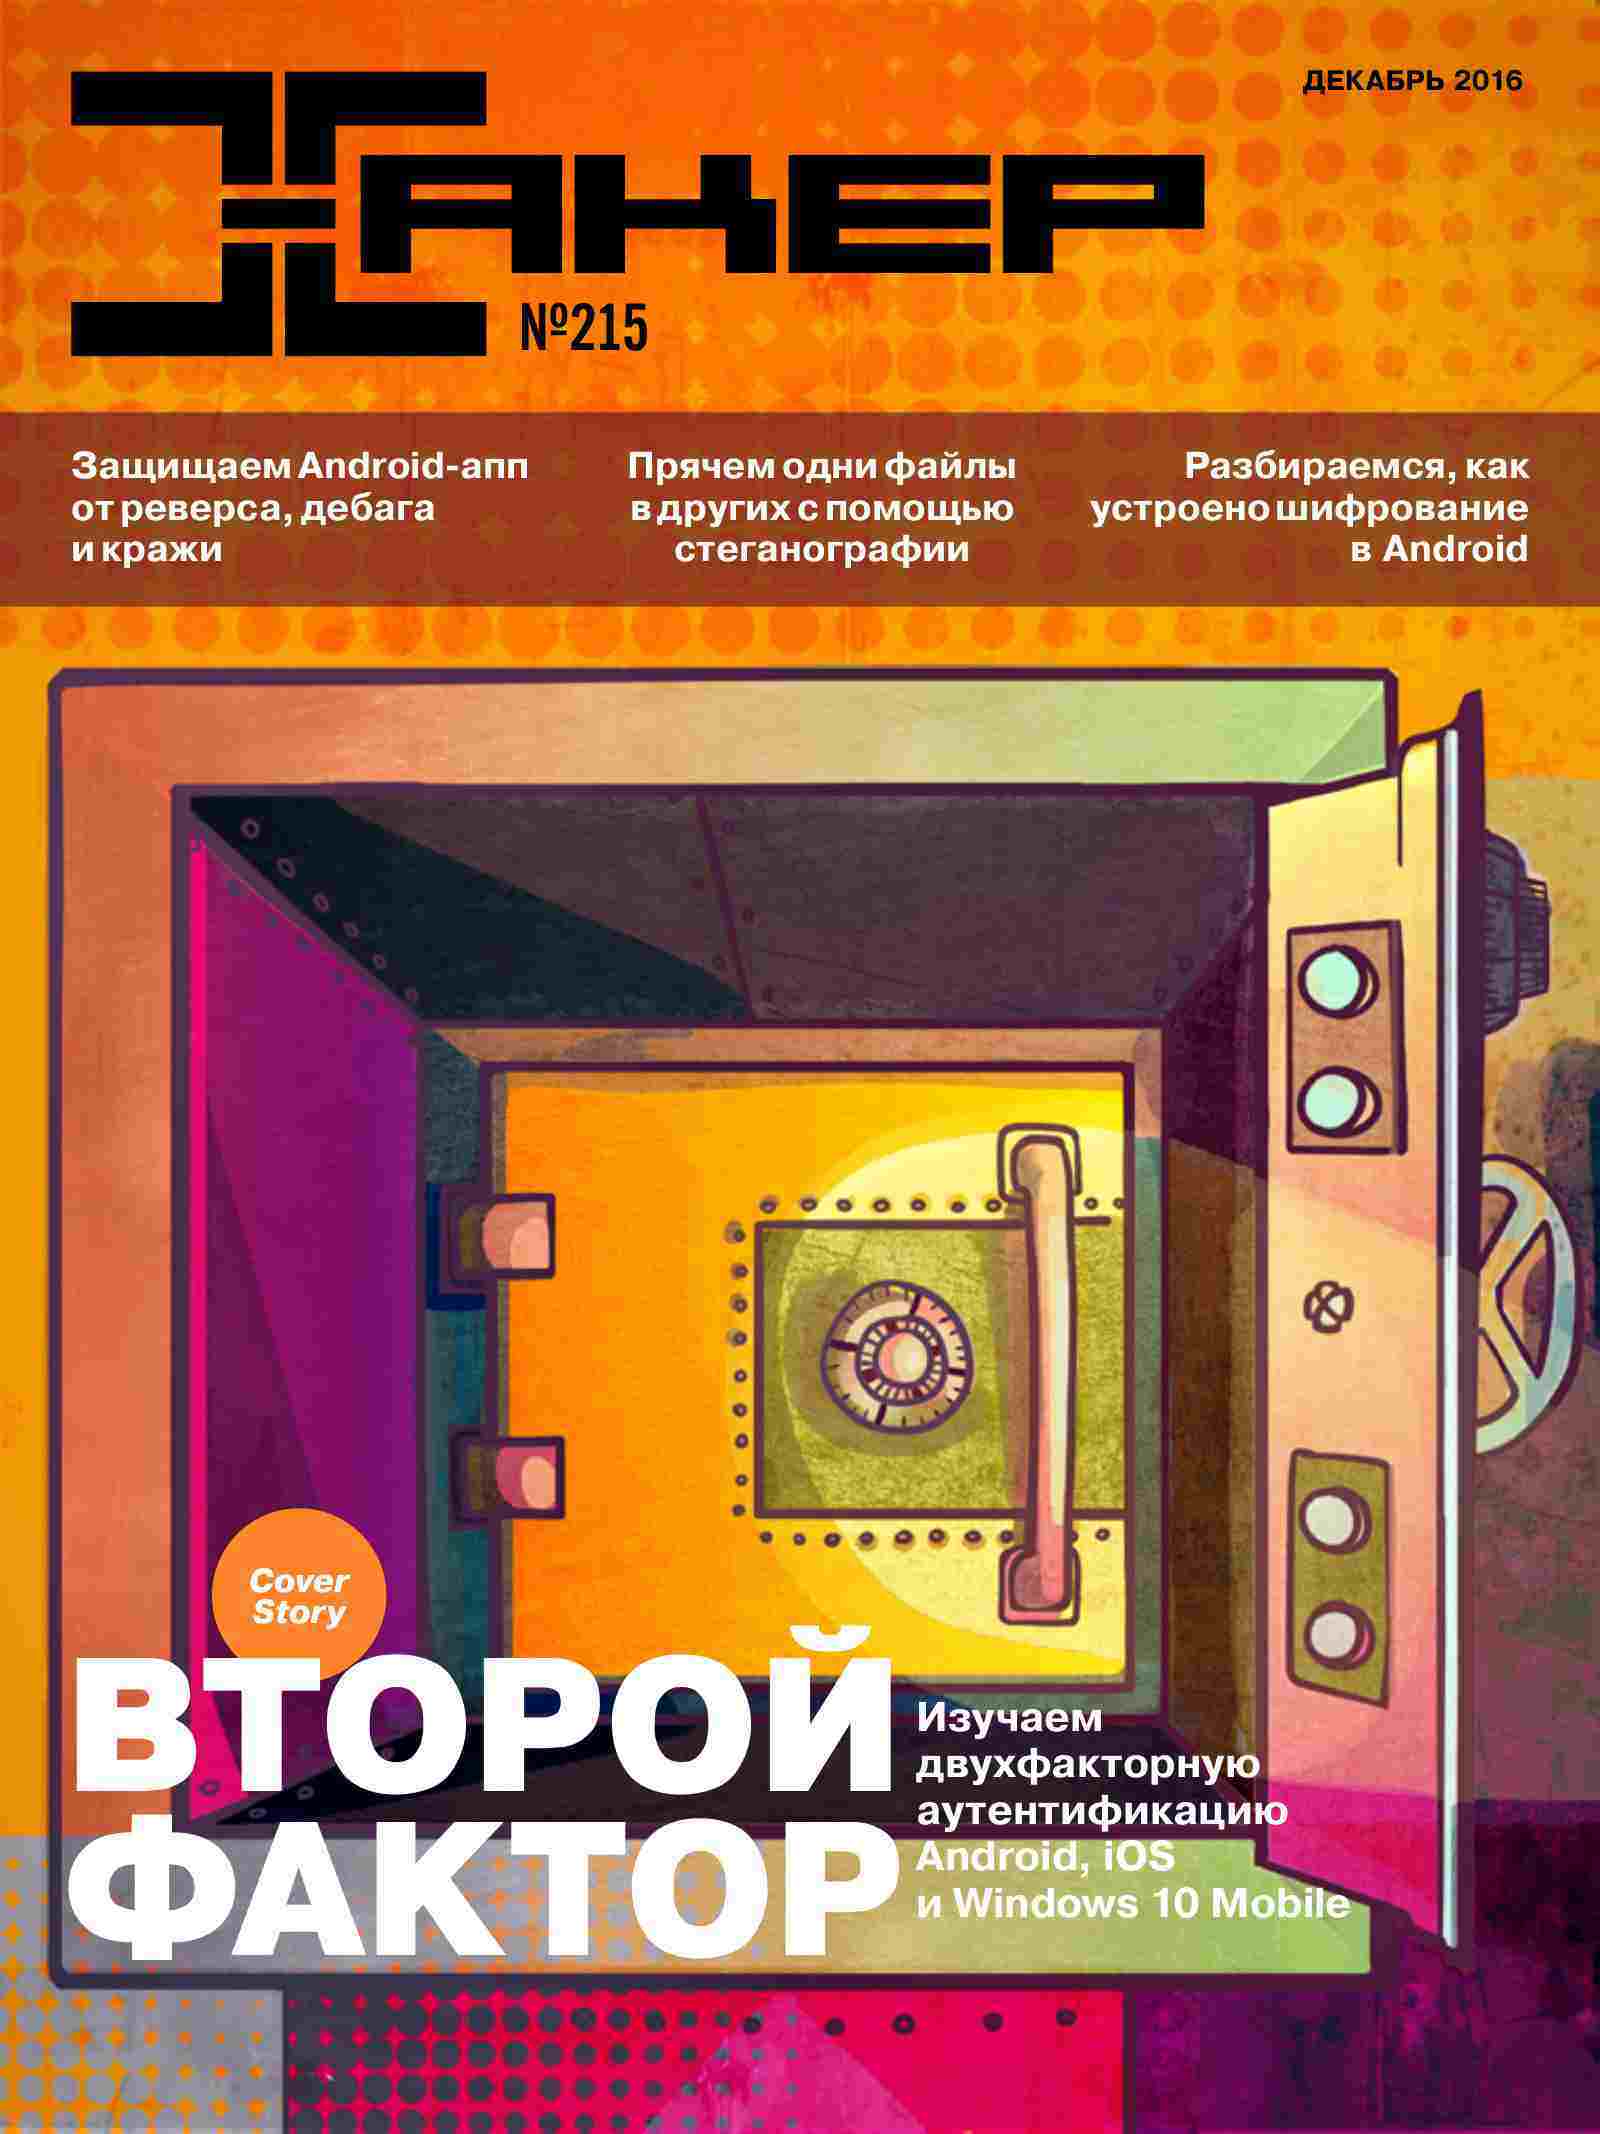 ДЕКАБРЬ 2016
ХАКЕР
№215
Защищаем Android-апп
от реверса, дебага
и кражи
Прячем одни файлы
в других с помощью
стеганографии
Разбираемся, как
устроено шифрование
в Android
Cover
Story
ВТОРОЙ
ФАКТОР
Изучаем
двухфакторную
аутентификацию
Android, iOS
и Windows 10 Mobile